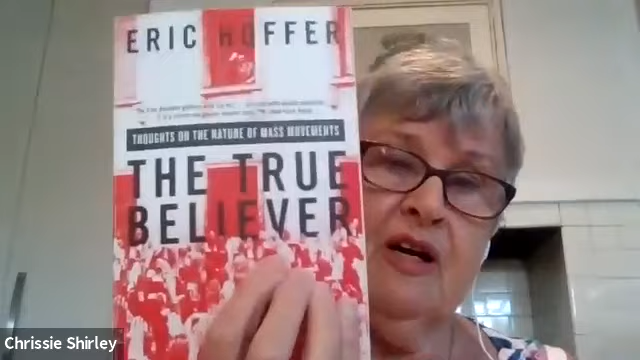 ERIC HOFFER
THOUGHTS ON THE NATURE OF MASS MOVEMENTS
THE TRUE
BELIEVER
Chrissie Shirley